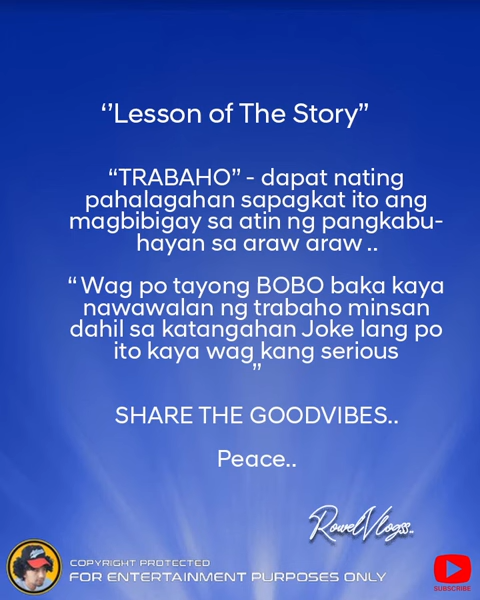 ‘’Lesson of The Story”
“TRABAHO” - dapat nating
pahalagahan sapagkat ito ang
magbibigay sa atin ng pangkabu-
hayan sa araw araw ..
“ Wag po tayong BOBO baka kaya
nawawalan ng trabaho minsan
dahil sa katangahan Joke lang po
ito kaya wag kang serious
”
SHARE THE GOODVIBES..
Peace..
RowelVlogss..
COPYRIGHT PROTECTED
FOR ENTERTAINMENT PURPOSES ONLY
SUBSCRIBE